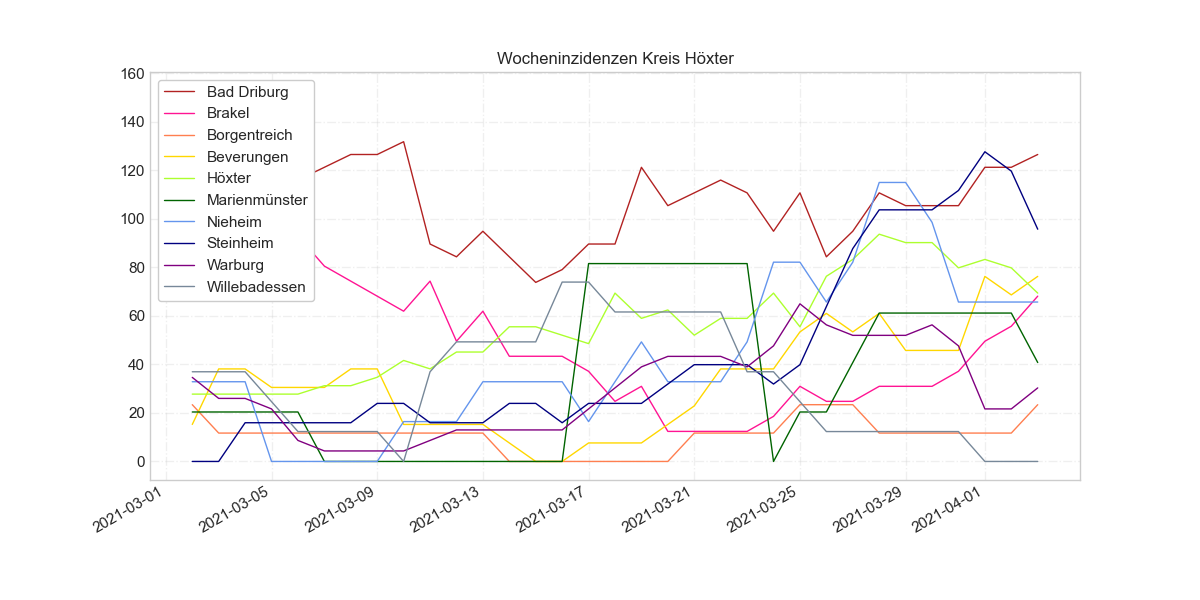 Wocheninzidenzen Kreis Höxter
160
140
120
100
80
60
40
20
0
Bad Driburg
Brakel
Borgentreich
Beverungen
Höxter
Marienmünster
Nieheim
Steinheim
Warburg
Willebadessen
2021-03-01
2021-03-05
2021-03-09
2021-03-13
2021-03-17
2021-03-21
2021-03-25
2021-03-29
2021-04-01